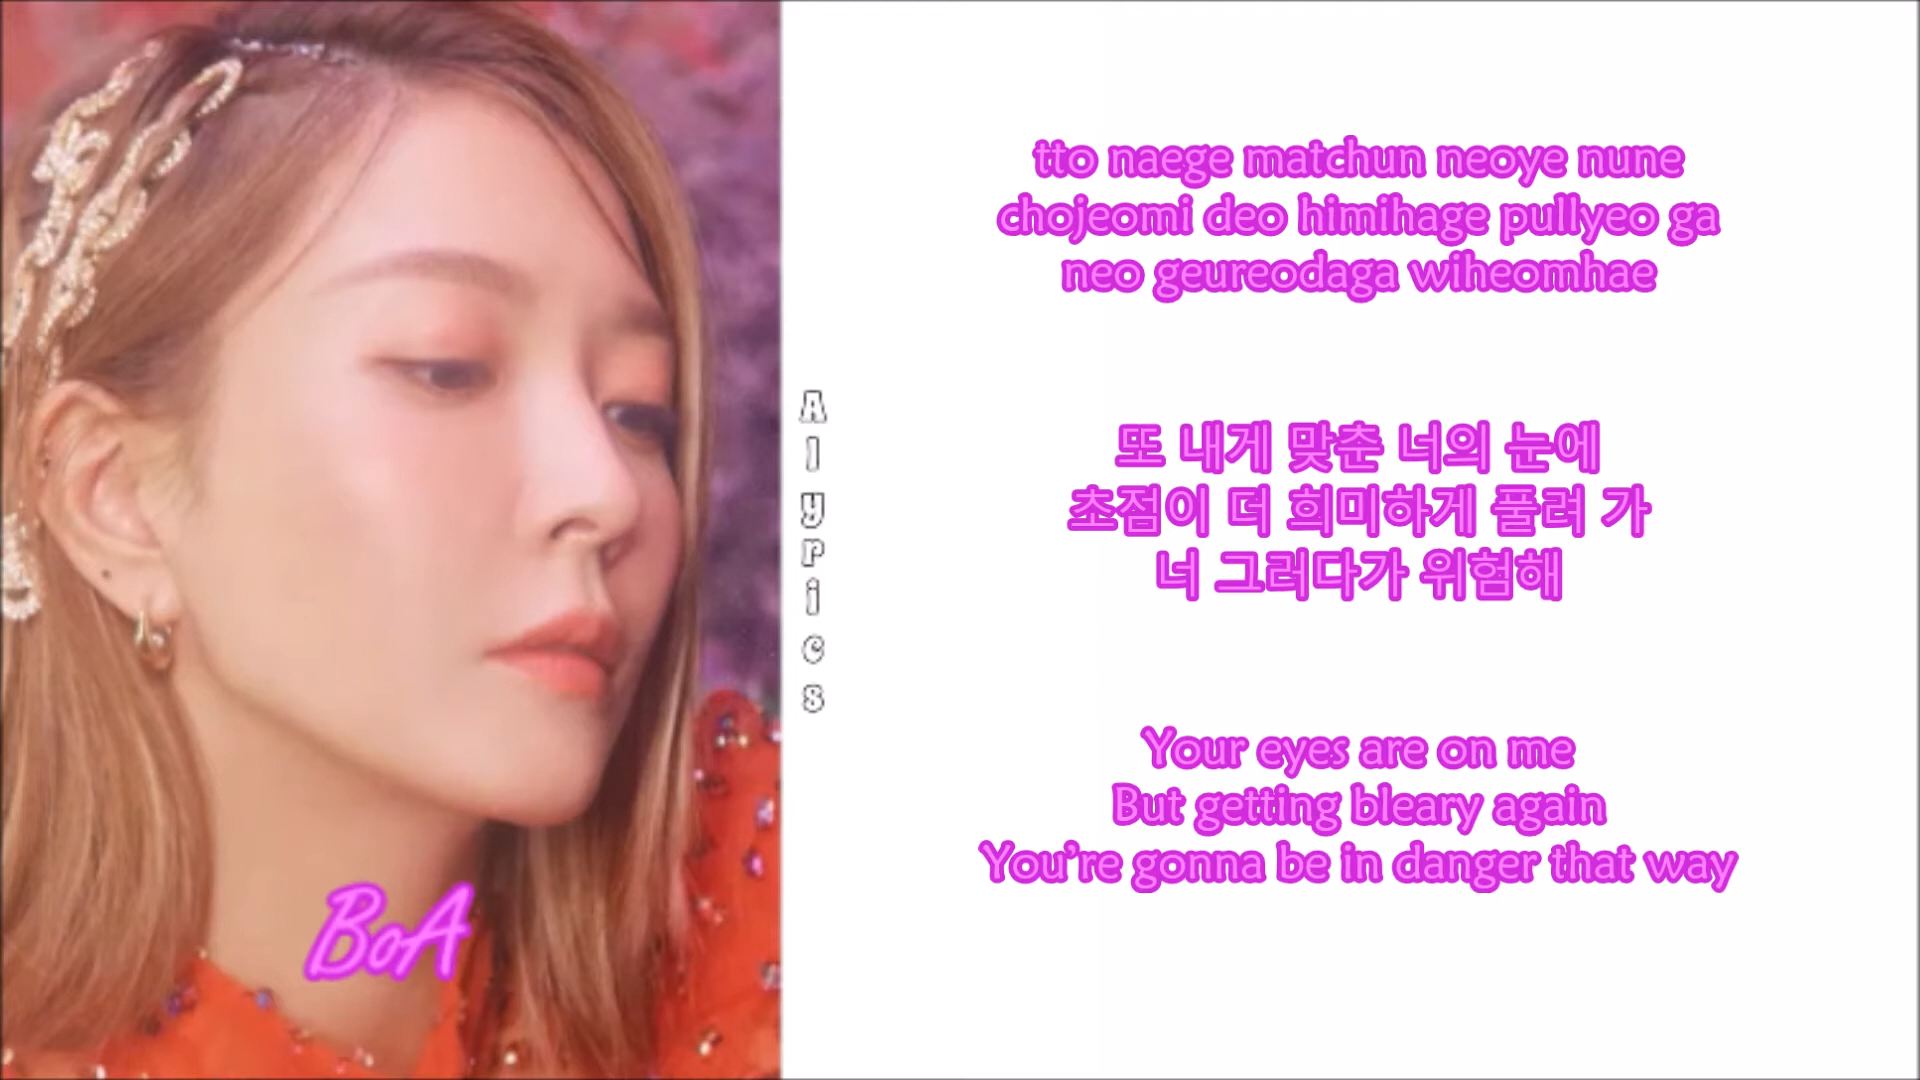 BoA
Alyrics
tto naege matchun neoye nune
chojeomi deo himihage pullyeo ga
neo geureodaga wiheomhae
또 내게 맞춘 너의 눈에
초점이 더 희미하게 풀려 가
너 그러다가 위험해
Your eyes are on me
But getting bleary again
You're gonna be in danger that way